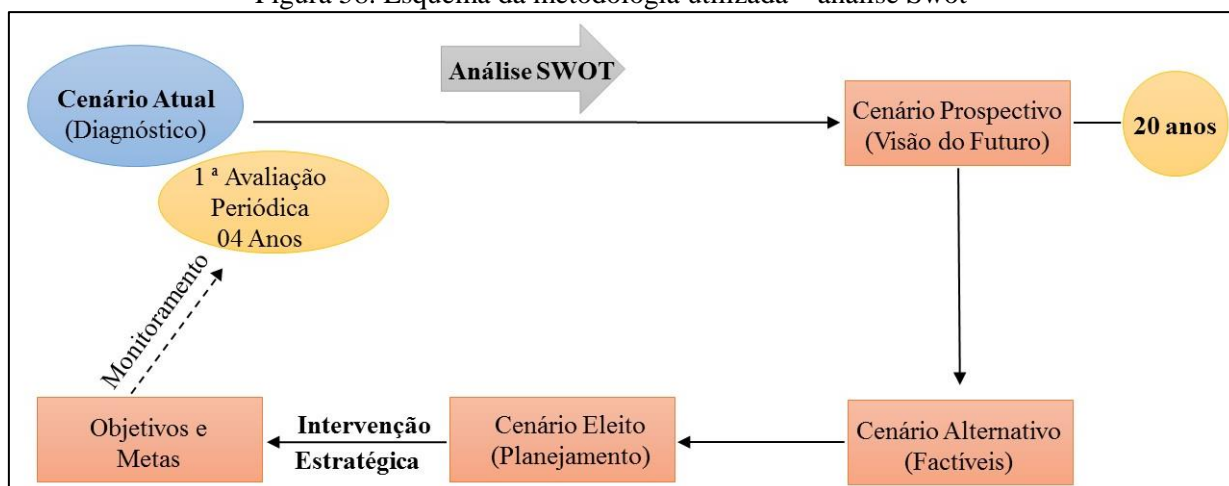 Figura 38. Esquema da metodologia utilizada – análise Swot
Análise SWOT
Cenário Atual
(Diagnóstico)
Cenário Prospectivo
(Visão do Futuro)
20 anos
1 ª Avaliação
Periódica
04 Anos
Monitoramento
Objetivos e
Metas
Intervenção
Estratégica
Cenário Eleito
(Planejamento)
Cenário Alternativo
(Factíveis)